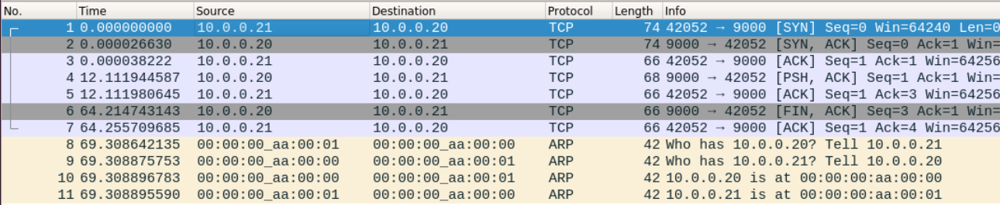 No. Time Source Destination Protocol Length Info
1 0.000000000 10.0.0.21 10.0.0.20 TCP 74 42052 → 9000 [SYN] Seq=0 Win=64240 Len=0
2 0.000026630 10.0.0.20 10.0.0.21 TCP 74 9000 → 42052 [SYN, ACK] Seq=0 Ack=1 Win=
3 0.000038222 10.0.0.21 10.0.0.20 TCP 66 42052 → 9000 [ACK] Seq=1 Ack=1 Win=64256
4 12.111944587 10.0.0.20 10.0.0.21 TCP 68 9000 → 42052 [PSH, ACK] Seq=1 Ack=1 Win=
5 12.111980645 10.0.0.21 10.0.0.20 TCP 66 42052 → 9000 [ACK] Seq=1 Ack=3 Win=64256
6 64.214743143 10.0.0.20 10.0.0.21 TCP 66 9000 → 42052 [FIN, ACK] Seq=3 Ack=1 Win=
7 64.255709685 10.0.0.21 10.0.0.20 TCP 66 42052 → 9000 [ACK] Seq=1 Ack=4 Win=64256
8 69.308642135 00:00:00_aa:00:01 00:00:00_aa:00:00 ARP 42 Who has 10.0.0.20? Tell 10.0.0.21
9 69.308875753 00:00:00_aa:00:00 00:00:00_aa:00:01 ARP 42 Who has 10.0.0.21? Tell 10.0.0.20
10 69.308896783 00:00:00_aa:00:00 00:00:00_aa:00:01 ARP 42 10.0.0.20 is at 00:00:00:aa:00:00
11 69.308895590 00:00:00_aa:00:01 00:00:00_aa:00:00 ARP 42 10.0.0.21 is at 00:00:00:aa:00:01